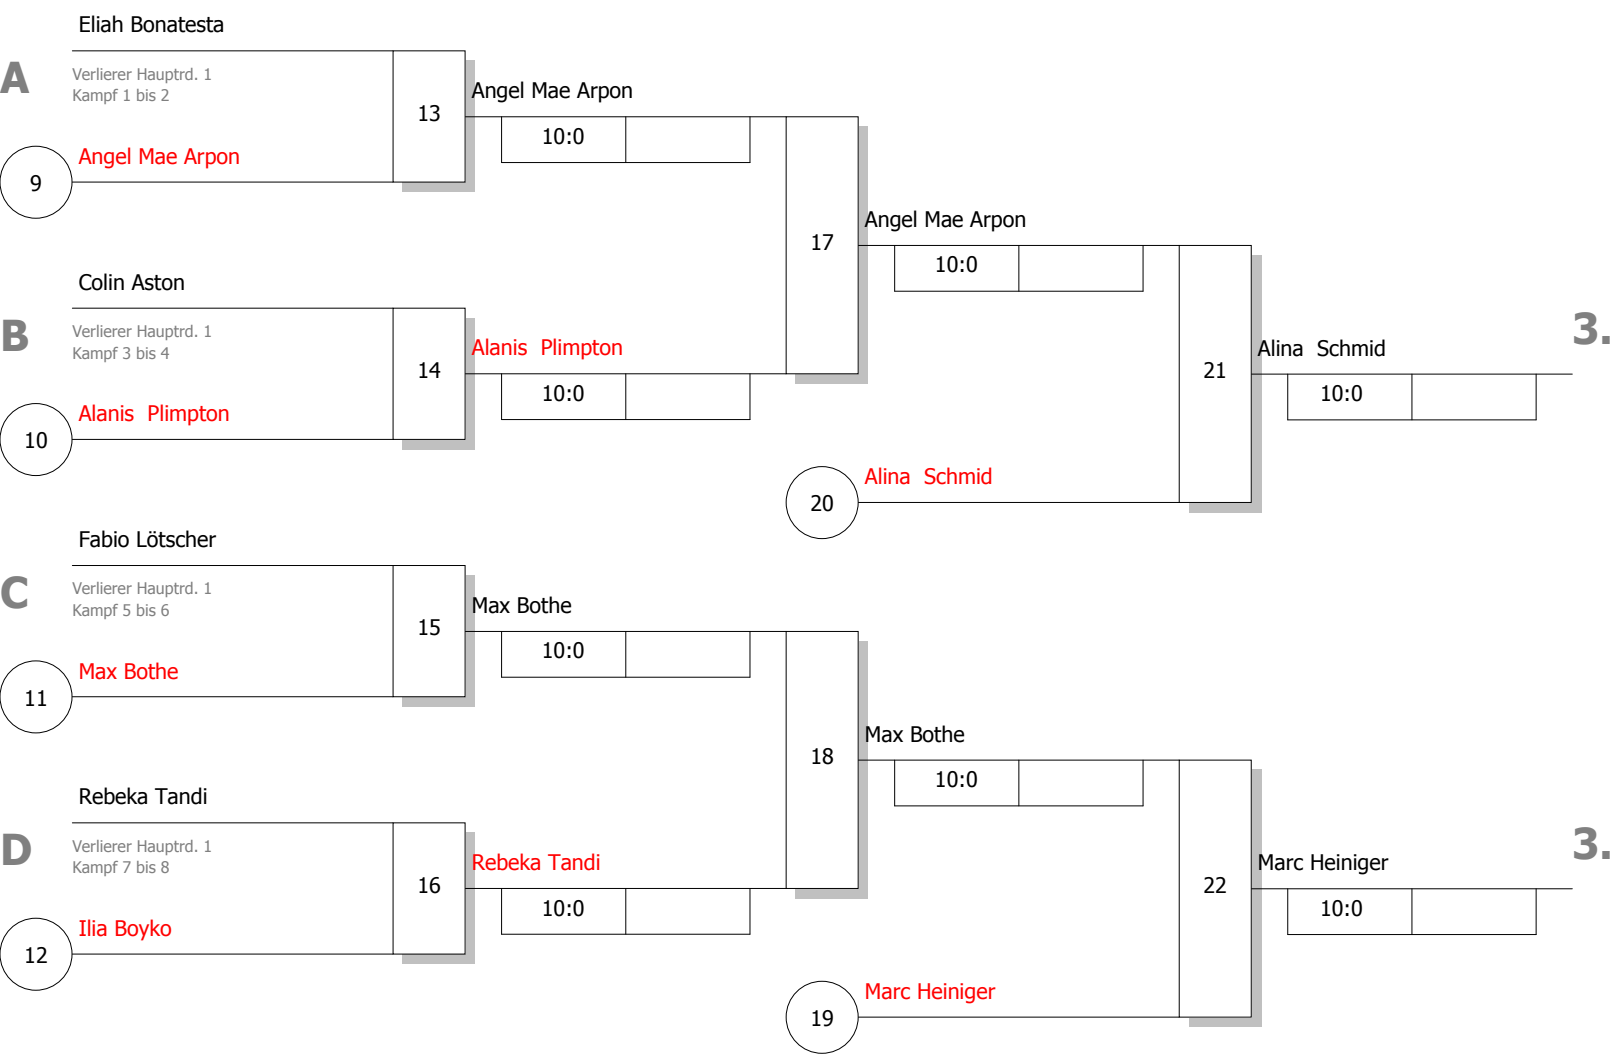 Eliah Bonatesta
A
Verlierer Hauptrd. 1
Kampf 1 bis 2
13
Angel Mae Arpon
10:0
Angel Mae Arpon
9
17
Angel Mae Arpon
10:0
Colin Aston
B
Verlierer Hauptrd. 1
Kampf 3 bis 4
14
Alanis Plimpton
10:0
Alanis Plimpton
10
21
Alina Schmid
10:0
3.
Alina Schmid
20
Fabio Lötscher
C
Verlierer Hauptrd. 1
Kampf 5 bis 6
15
Max Bothe
10:0
Max Bothe
11
18
Max Bothe
10:0
Rebeka Tandi
D
Verlierer Hauptrd. 1
Kampf 7 bis 8
16
Rebeka Tandi
10:0
Ilia Boyko
12
22
Marc Heiniger
10:0
3.
Marc Heiniger
19